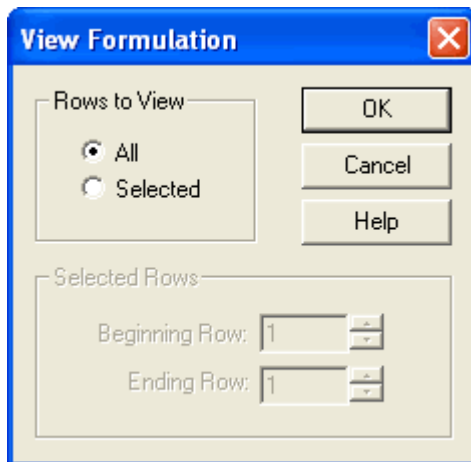 View Formulation
Rows to View
All
Selected
OK
Cancel
Help
Selected Rows
Beginning Row: 1
Ending Row: 1